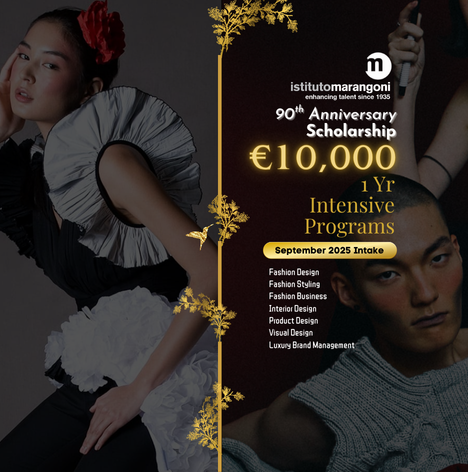 m
istitutomarangoni
enhancing talent since 1935
90th Anniversary
Scholarship
€10,000
1 Yr
Intensive
Programs
September 2025 Intake
Fashion Design
Fashion Styling
Fashion Business
Interior Design
Product Design
Visual Design
Luxury Brand Management